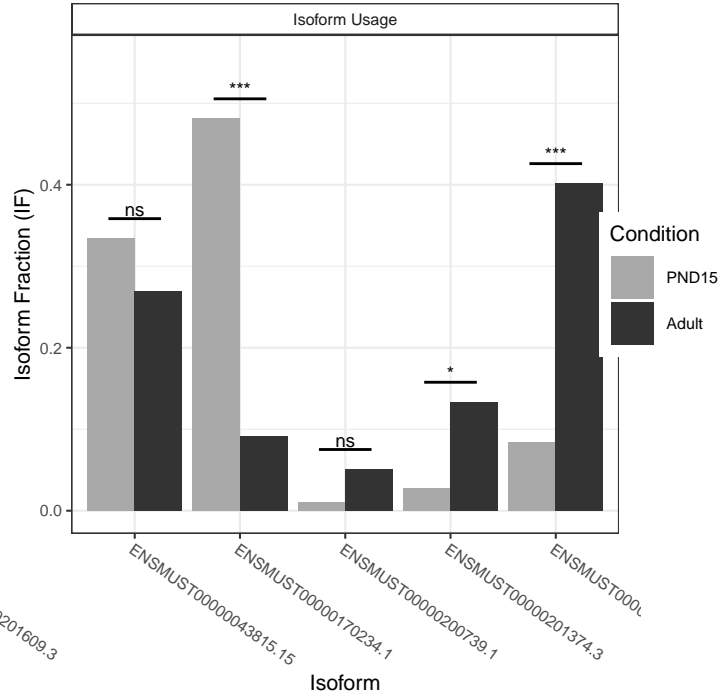 Isoform Usage
***
***
ns
*
ns
0.4
0.2
0.0
Isoform Fraction (IF)
Condition
PND15
Adult
ENSMUST00000043815.15
ENSMUST00000170234.1
ENSMUST00000200739.1
ENSMUST00000201374.3
ENSMUST000
201609.3
Isoform